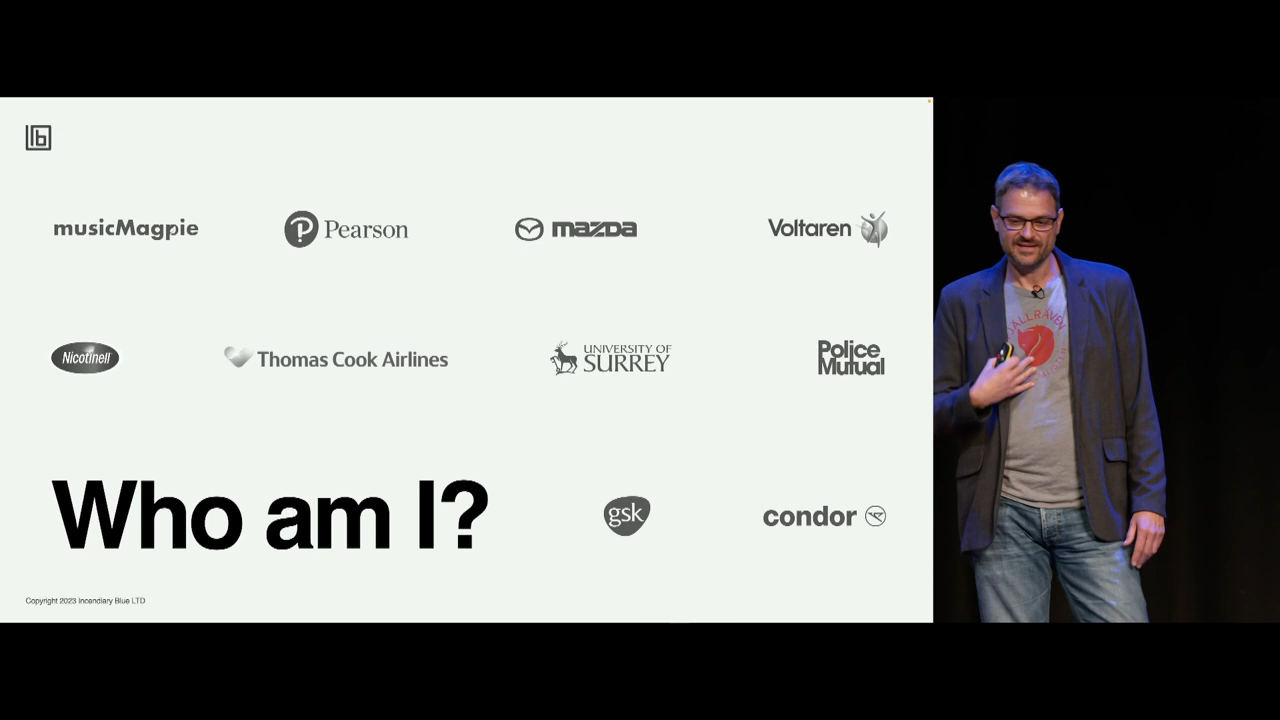 musicMagpie
Pearson
mazda
Voltaren
Nicotinell
Thomas Cook Airlines
UNIVERSITY OF
SURREY
Police
Mutual
Who am I?
gsk
condor
Copyright 2023 Incendiary Blue LTD
JÄLLRÄVEN